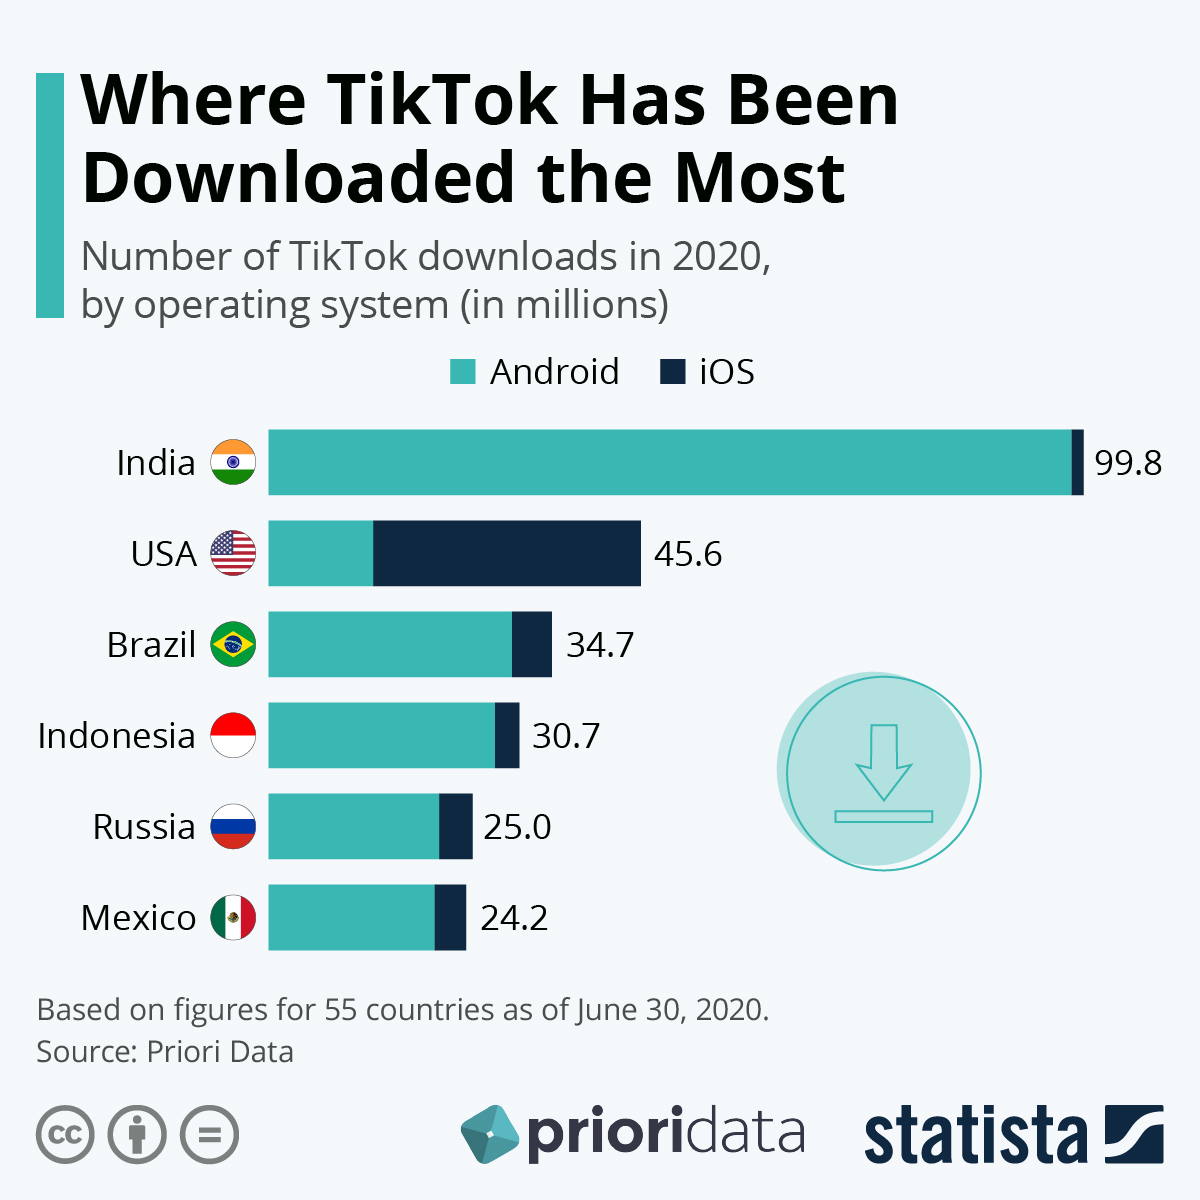 Where TikTok Has Been
Downloaded the Most
Number of TikTok downloads in 2020,
by operating system (in millions)
Android iOS
India 99.8
USA 45.6
Brazil 34.7
Indonesia 30.7
Russia 25.0
Mexico 24.2
Based on figures for 55 countries as of June 30, 2020.
Source: Priori Data
cc prioridata statista